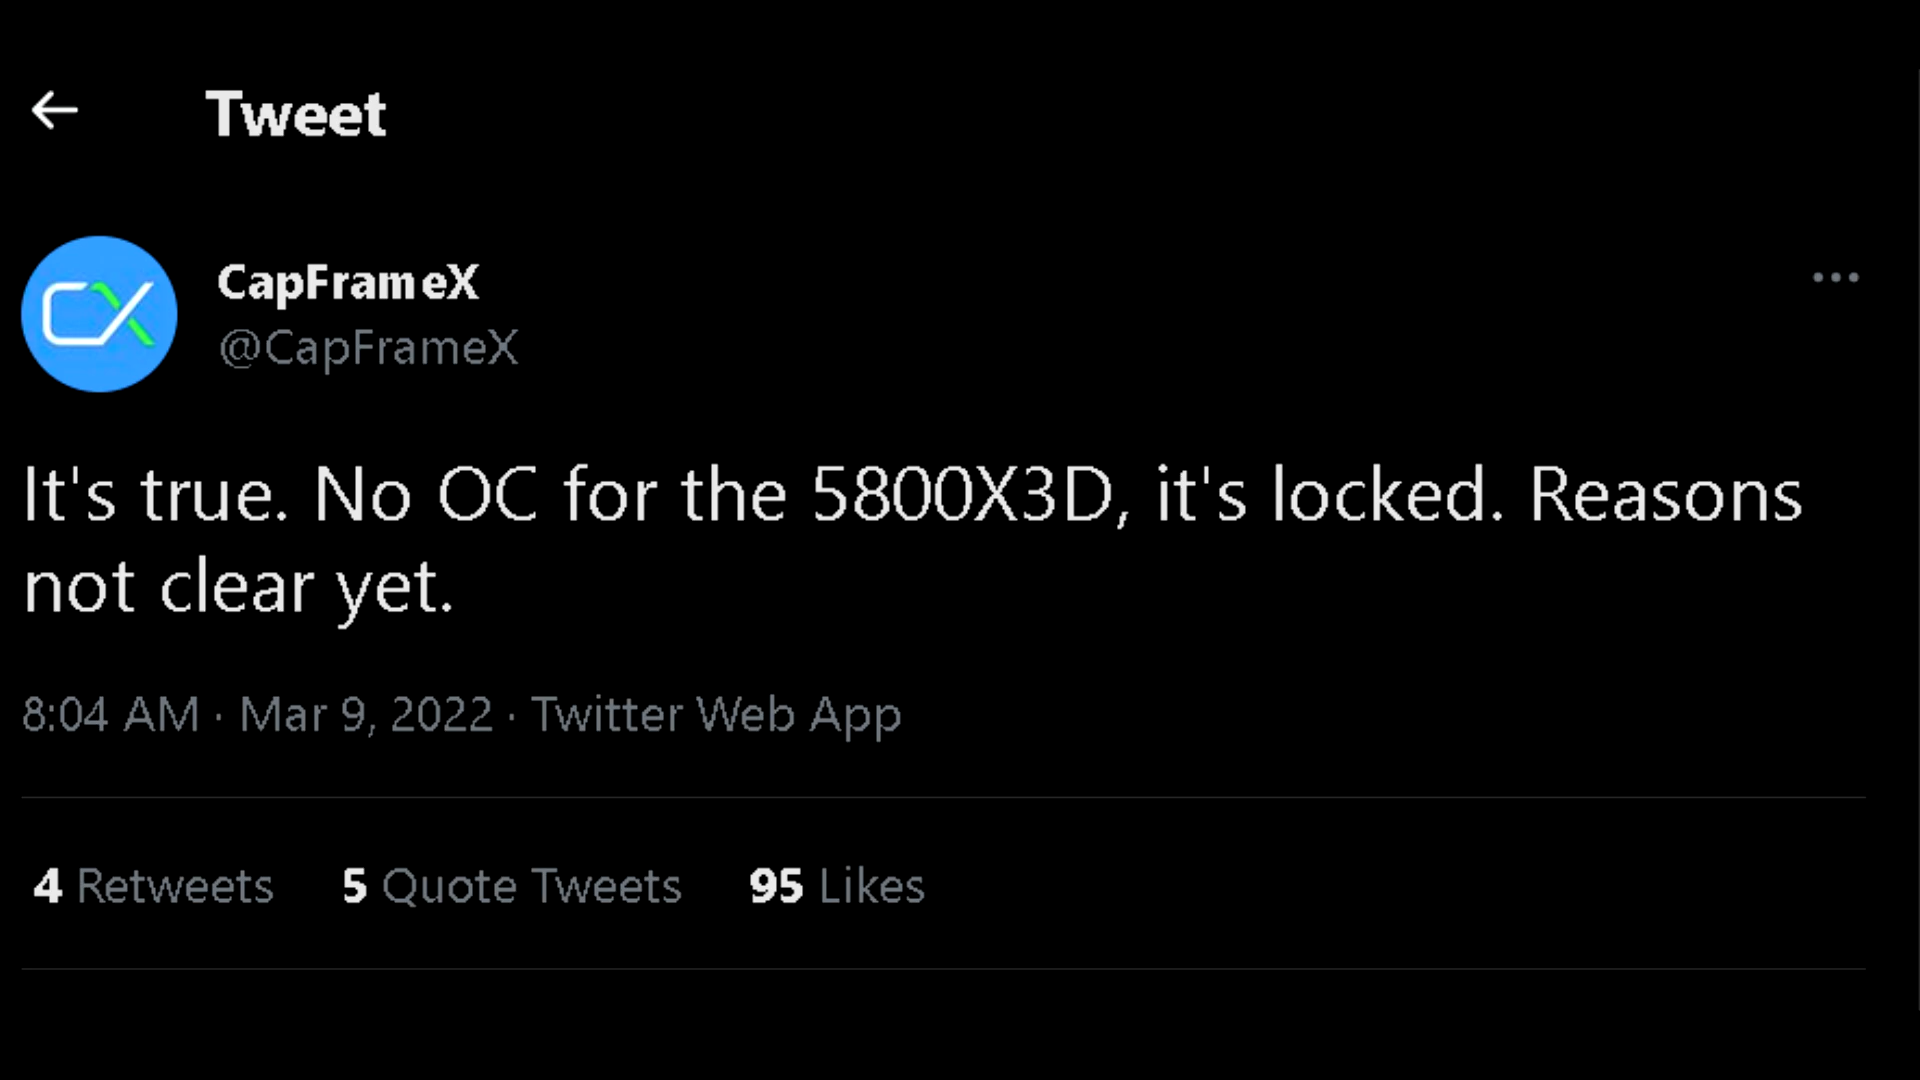 Tweet
CapFrameX
@CapFrameX
It's true. No OC for the 5800X3D, it's locked. Reasons
not clear yet.
8:04 AM · Mar 9, 2022 · Twitter Web App
4 Retweets 5 Quote Tweets 95 Likes